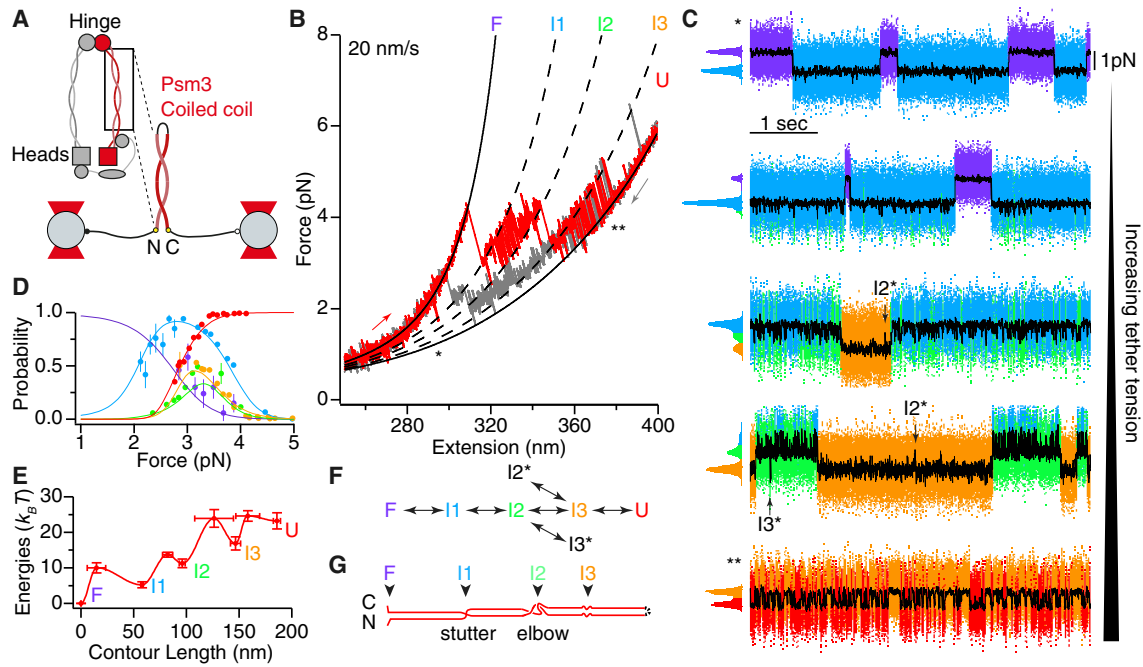 A
Hinge
Psm3
Coiled coil
Heads
N C
B
20 nm/s
F
I1
I2
I3
U
8
6
4
2
0
Force (pN)
*
**
280
320
360
400
Extension (nm)
C
*
1pN
1 sec
I2*
I2*
I3*
**
Increasing tether tension
D
1.0
0.5
0.0
Probability
1 2 3 4 5
Force (pN)
E
30
20
10
0
Energies (kBT)
F
I1
I2
I3
U
0 50 100 150 200
Contour Length (nm)
F
I2*
F I1 I2 I3 U
I3*
G
F I1 I2 I3
C
N
stutter elbow